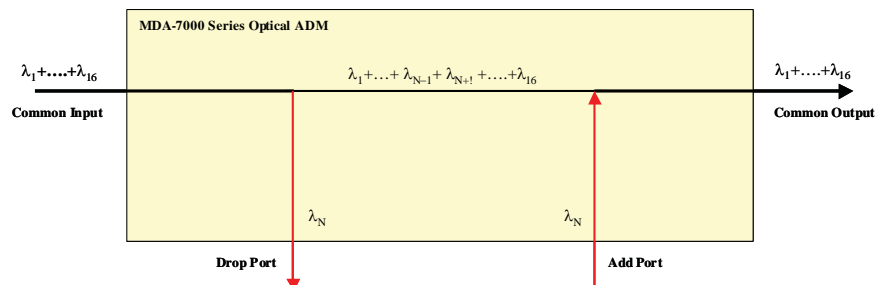 MDA-7000 Series Optical ADM
λ1+....+λ16
λ1+...+ λN−1+ λN+! +....+λ16
λ1+....+λ16
Common Input
Common Output
λN
λN
Drop Port
Add Port